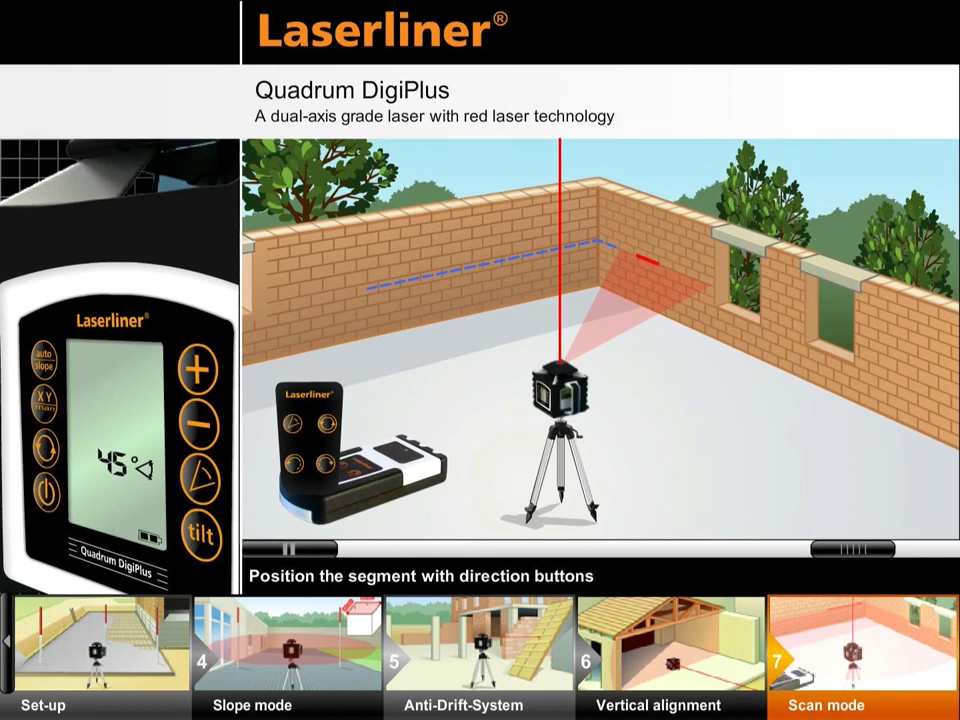 Laserliner®
Quadrum DigiPlus
A dual-axis grade laser with red laser technology
Laserliner®
auto
slope
X Y
man
45°
tilt
Quadrum DigiPlus
Laserliner®
Position the segment with direction buttons
4
5
6
7
Set-up
Slope mode
Anti-Drift-System
Vertical alignment
Scan mode